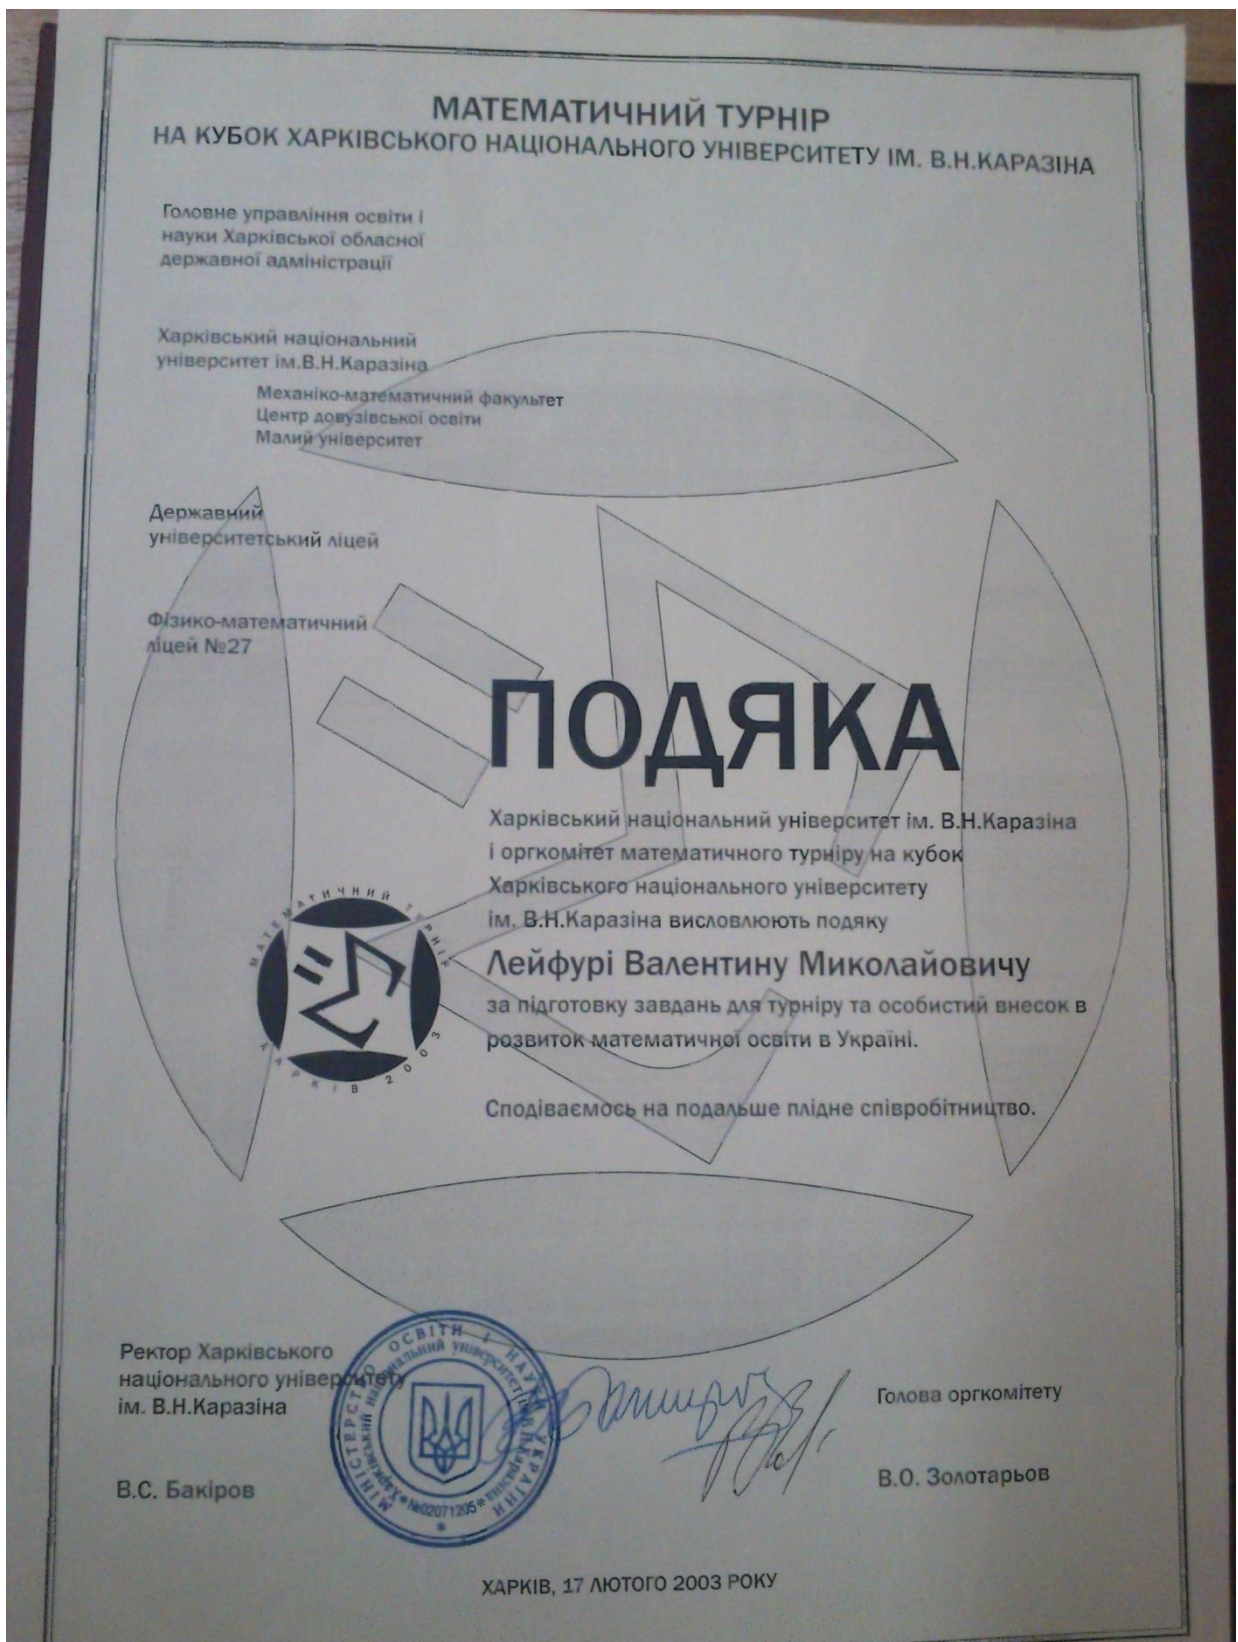 МАТЕМАТИЧНИЙ ТУРНІР
НА КУБОК ХАРКІВСЬКОГО НАЦІОНАЛЬНОГО УНІВЕРСИТЕТУ ІМ. В.Н.КАРАЗІНА
Головне управління освіти і
науки Харківської обласної
державної адміністрації
Харківський національний
університет ім.В.Н.Каразіна
Механіко-математичний факультет
Центр довузівської освіти
Малий університет
Державний
університетський ліцей
Фізико-математичний
ліцей №27
ПОДЯКА
Харківський національний університет ім. В.Н.Каразіна
і оргкомітет математичного турніру на кубок
Харківського національного університету
ім. В.Н.Каразіна висловлюють подяку
Лейфурі Валентину Миколайовичу
за підготовку завдань для турніру та особистий внесок в
розвиток математичної освіти в Україні.
Сподіваємось на подальше плідне співробітництво.
МАТЕМАТИЧНИЙ ТУРНІР
ХАРКІВ 2003
Ректор Харківського
національного університету
ім. В.Н.Каразіна
В.С. Бакіров
МІНІСТЕРСТВО ОСВІТИ І НАУКИ УКРАЇНИ
Харківський національний університет ім. В.Н.Каразіна
№02071205
Голова оргкомітету
В.О. Золотарьов
ХАРКІВ, 17 ЛЮТОГО 2003 РОКУ